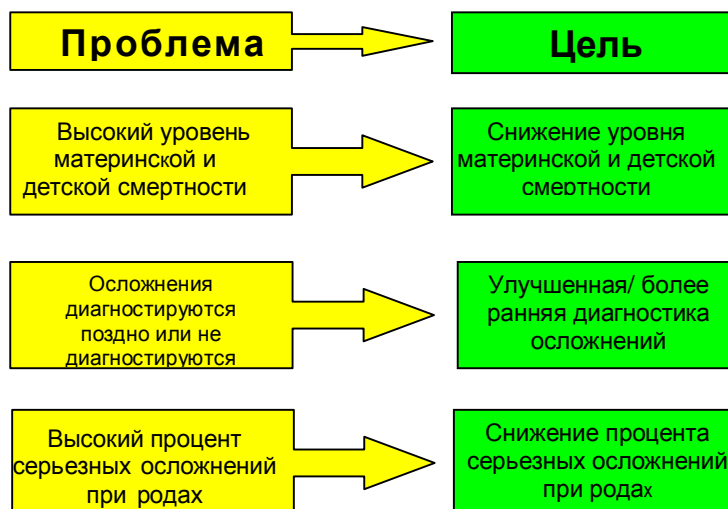 Проблема
Цель
Высокий уровень
материнской и
детской смертности
Снижение уровня
материнской и детской
смертности
Осложнения
диагностируются
поздно или не
диагностируются
Улучшенная/ более
ранняя диагностика
осложнений
Высокий процент
серьезных осложнений
при родах
Снижение процента
серьезных осложнений
при родах